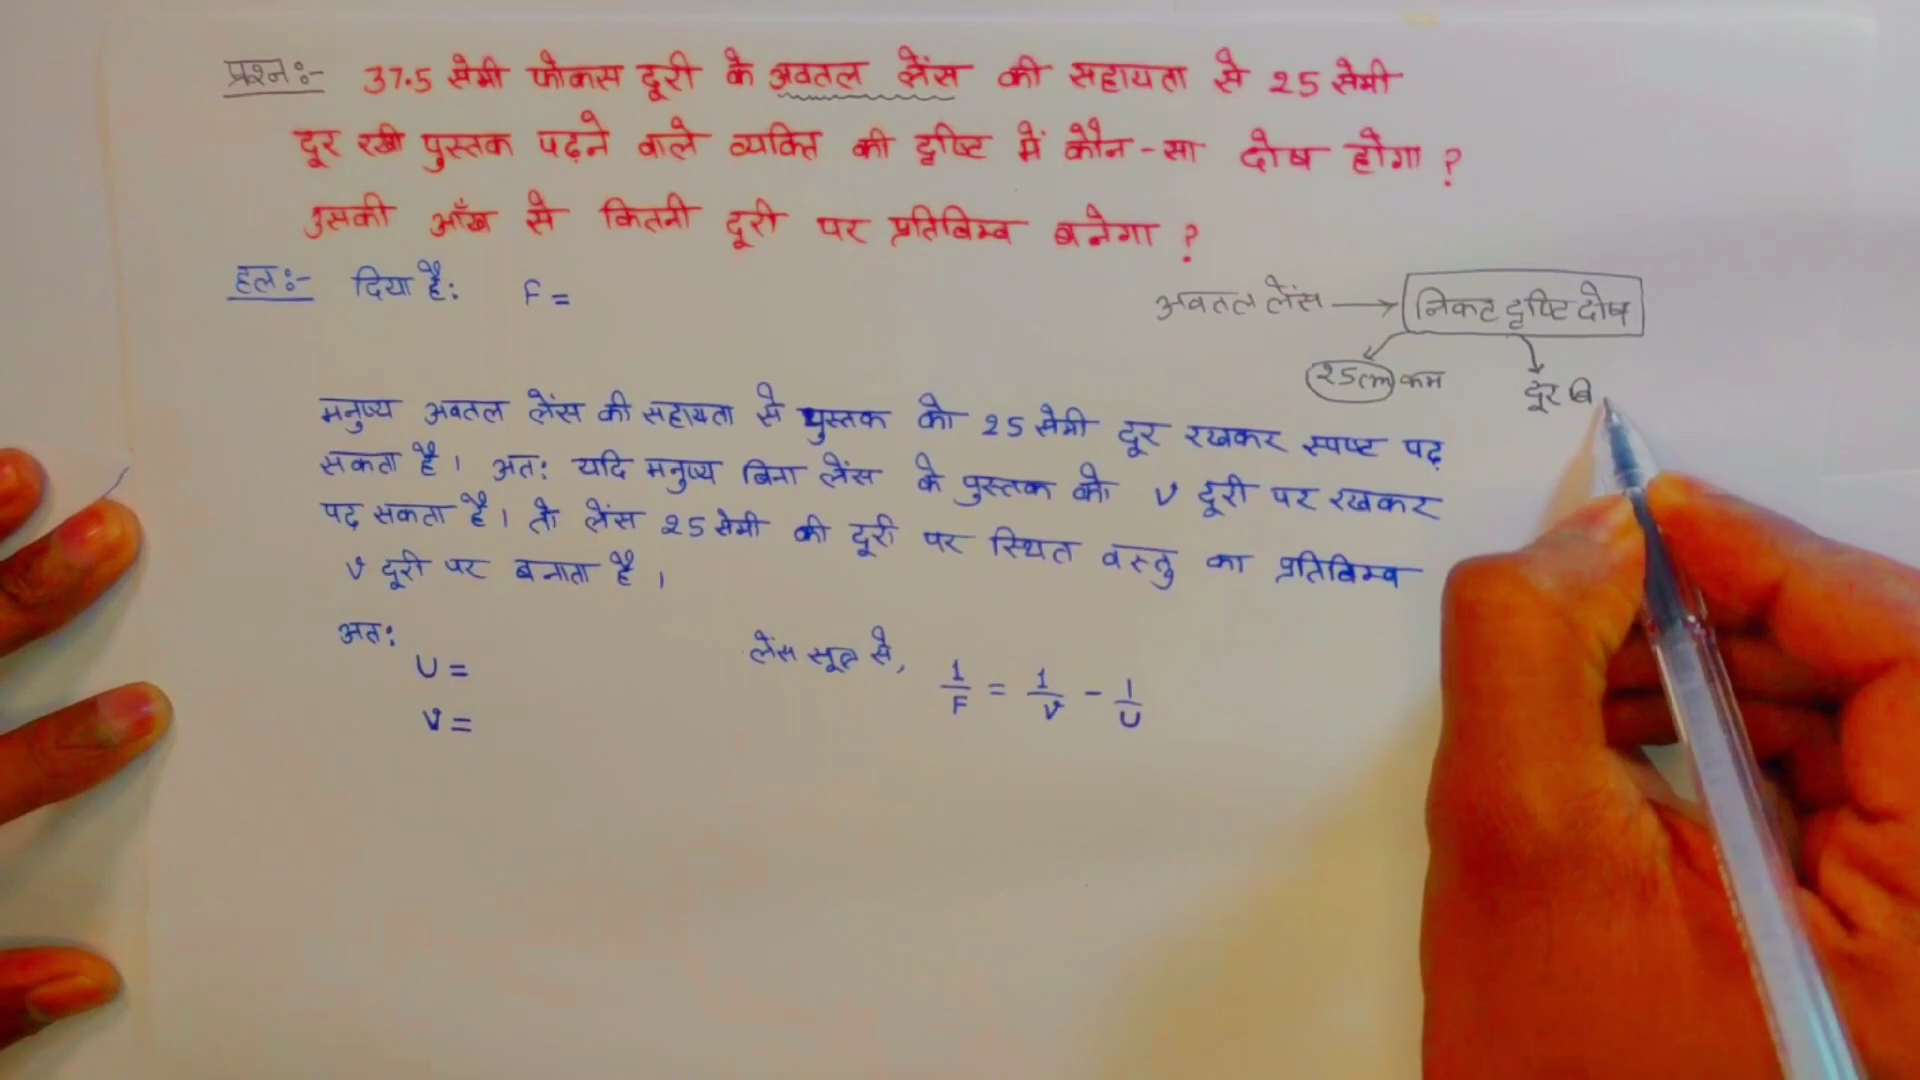 प्रश्न:- 37.5 सेमी फोकस दूरी के अवतल लेंस की सहायता से 25 सेमी
दूर रखी पुस्तक पढ़ने वाले व्यक्ति की दृष्टि में कौन-सा दोष होगा ?
उसकी आँख से कितनी दूरी पर प्रतिबिम्ब बनेगा ?
हल:- दिया है: F =
अवतल लेंस → निकट दृष्टि दोष
25cm कम
दूर बि
मनुष्य अवतल लेंस की सहायता से पुस्तक को 25 सेमी दूर रखकर स्पष्ट पढ़
सकता है। अत: यदि मनुष्य बिना लेंस के पुस्तक को v दूरी पर रखकर
पढ़ सकता है। तो लेंस 25 सेमी की दूरी पर स्थित वस्तु का प्रतिबिम्ब
v दूरी पर बनाता है।
अत:
U =
v =
लेंस सूत्र से, 1/F = 1/v - 1/U